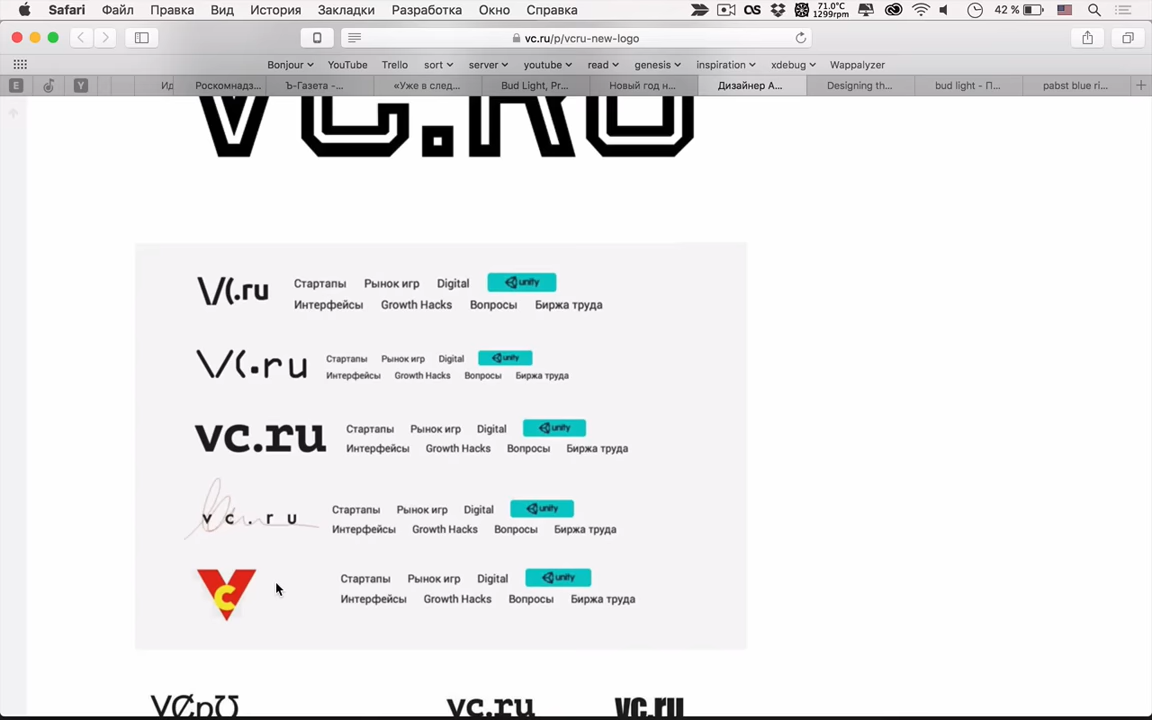 Safari Файл Правка Вид История Закладки Разработка Окно Справка 71.0°C 1299rpm 42 %
vc.ru/p/vcru-new-logo
Bonjour YouTube Trello sort server youtube read genesis inspiration xdebug Wappalyzer
E Y Ид Роскомнадз... Ъ-Газета -... «Уже в след... Bud Light, Pr... Новый год н... Дизайнер А... Designing th... bud light - П... pabst blue ri...
VC.RU
\/(.ru Стартапы Рынок игр Digital unity
Интерфейсы Growth Hacks Вопросы Биржа труда
\/(.ru Стартапы Рынок игр Digital unity
Интерфейсы Growth Hacks Вопросы Биржа труда
vc.ru Стартапы Рынок игр Digital unity
Интерфейсы Growth Hacks Вопросы Биржа труда
vc.ru Стартапы Рынок игр Digital unity
Интерфейсы Growth Hacks Вопросы Биржа труда
VC Стартапы Рынок игр Digital unity
Интерфейсы Growth Hacks Вопросы Биржа труда
vc.ru vc.ru